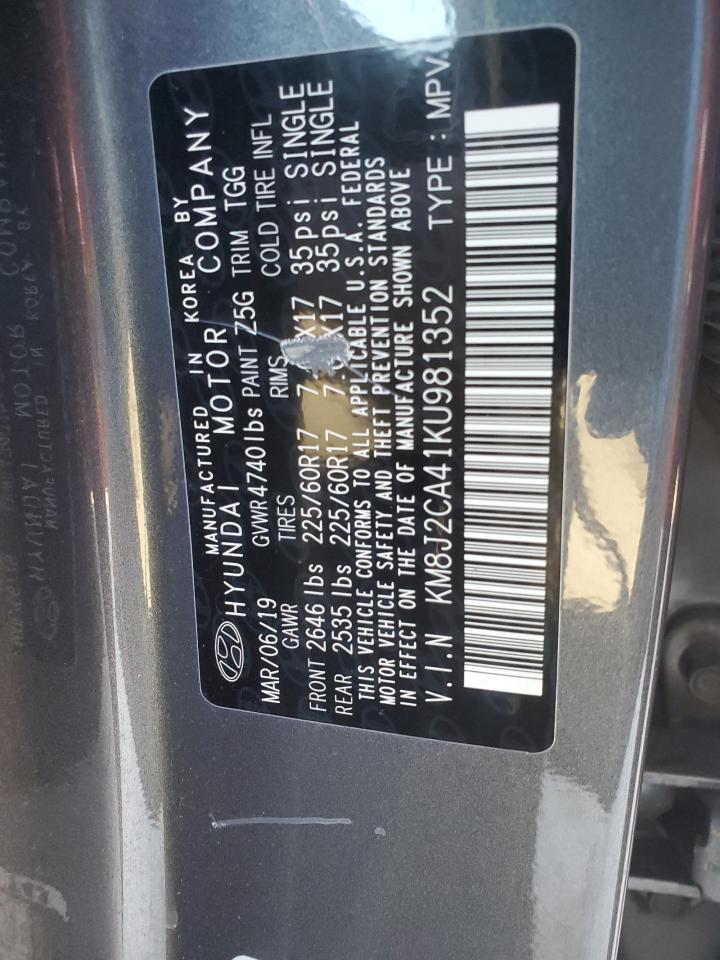 MANUFACTURED IN KOREA BY
HYUNDAI MOTOR COMPANY
MAR/06/19 GVWR 4740lbs PAINT Z5G TRIM TGG
GAWR TIRES RIMS COLD TIRE INFL
FRONT 2646 lbs 225/60R17 7 X17 35psi SINGLE
REAR 2535 lbs 225/60R17 7 X17 35psi SINGLE
THIS VEHICLE CONFORMS TO ALL APPLICABLE U.S.A. FEDERAL
MOTOR VEHICLE SAFETY AND THEFT PREVENTION STANDARDS
IN EFFECT ON THE DATE OF MANUFACTURE SHOWN ABOVE
V.I.N KM8J2CA41KU981352 TYPE : MPV